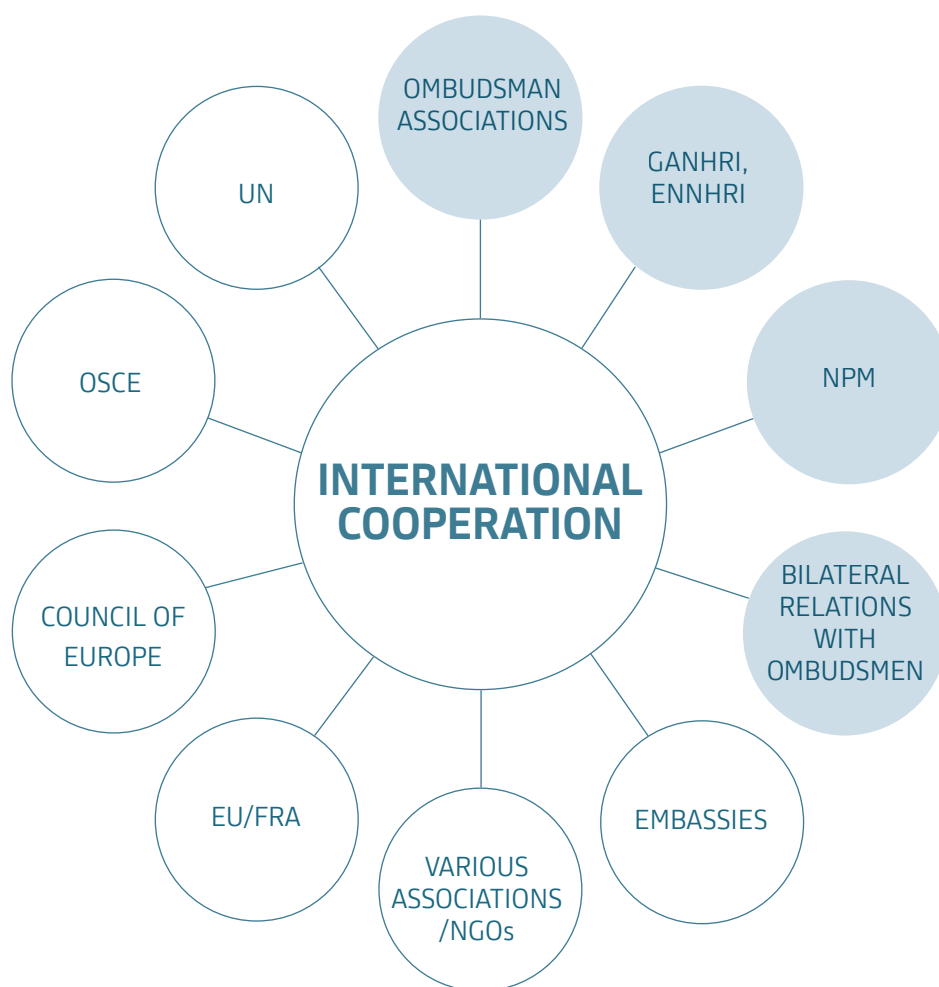 OMBUDSMAN
ASSOCIATIONS
GANHRI,
ENNHRI
UN
NPM
OSCE
INTERNATIONAL
COOPERATION
BILATERAL
RELATIONS
WITH
OMBUDSMEN
COUNCIL OF
EUROPE
EU/FRA
EMBASSIES
VARIOUS
ASSOCIATIONS
/NGOs